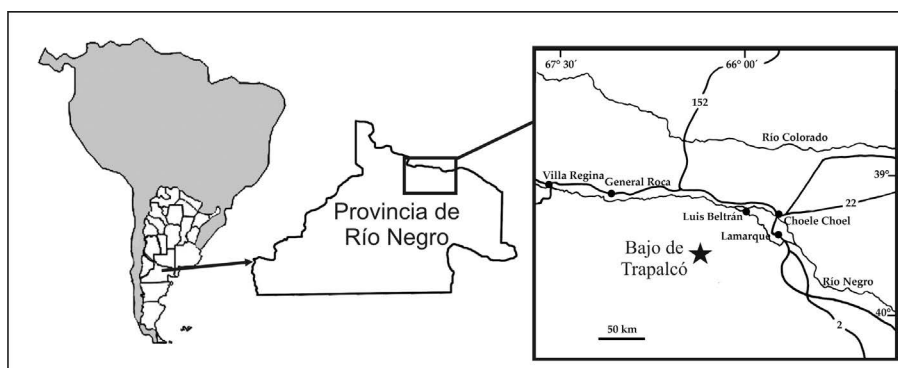 Provincia de
Río Negro
67° 30´
66° 00´
152
Río Colorado
39°
Villa Regina
General Roca
22
Luis Beltrán
Choele Choel
Lamarque
Bajo de
Trapalcó
Río Negro
40°
2
50 km